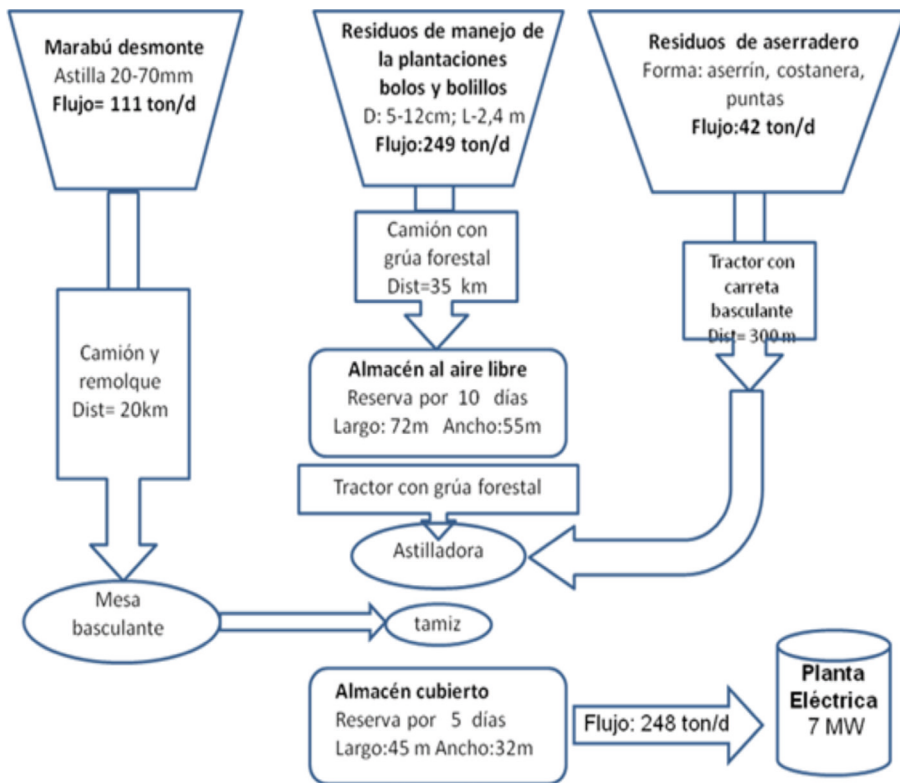 Marabú desmonte
Astilla 20-70mm
Flujo= 111 ton/d
Residuos de manejo de
la plantaciones
bolos y bolillos
D: 5-12cm; L-2,4 m
Flujo:249 ton/d
Residuos de aserradero
Forma: aserrín, costanera,
puntas
Flujo:42 ton/d
Camión y
remolque
Dist= 20km
Camión con
grúa forestal
Dist=35 km
Tractor con
carreta
basculante
Dist= 300 m
Almacén al aire libre
Reserva por 10 días
Largo: 72m Ancho:55m
Tractor con grúa forestal
Astilladora
Mesa
basculante
tamiz
Almacén cubierto
Reserva por 5 días
Largo:45 m Ancho:32m
Flujo: 248 ton/d
Planta
Eléctrica
7 MW